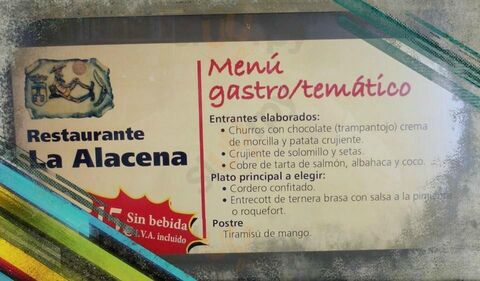 Menú
gastro/temático
Restaurante
La Alacena
15€ Sin bebida
I.V.A. incluido
Entrantes elaborados:
• Churros con chocolate (trampantojo) crema
de morcilla y patata crujiente.
• Crujiente de solomillo y setas.
• Cobre de tarta de salmón, albahaca y coco.
Plato principal a elegir:
• Cordero confitado.
• Entrecott de ternera brasa con salsa a la pimienta
o roquefort.
Postre
Tiramisú de mango.